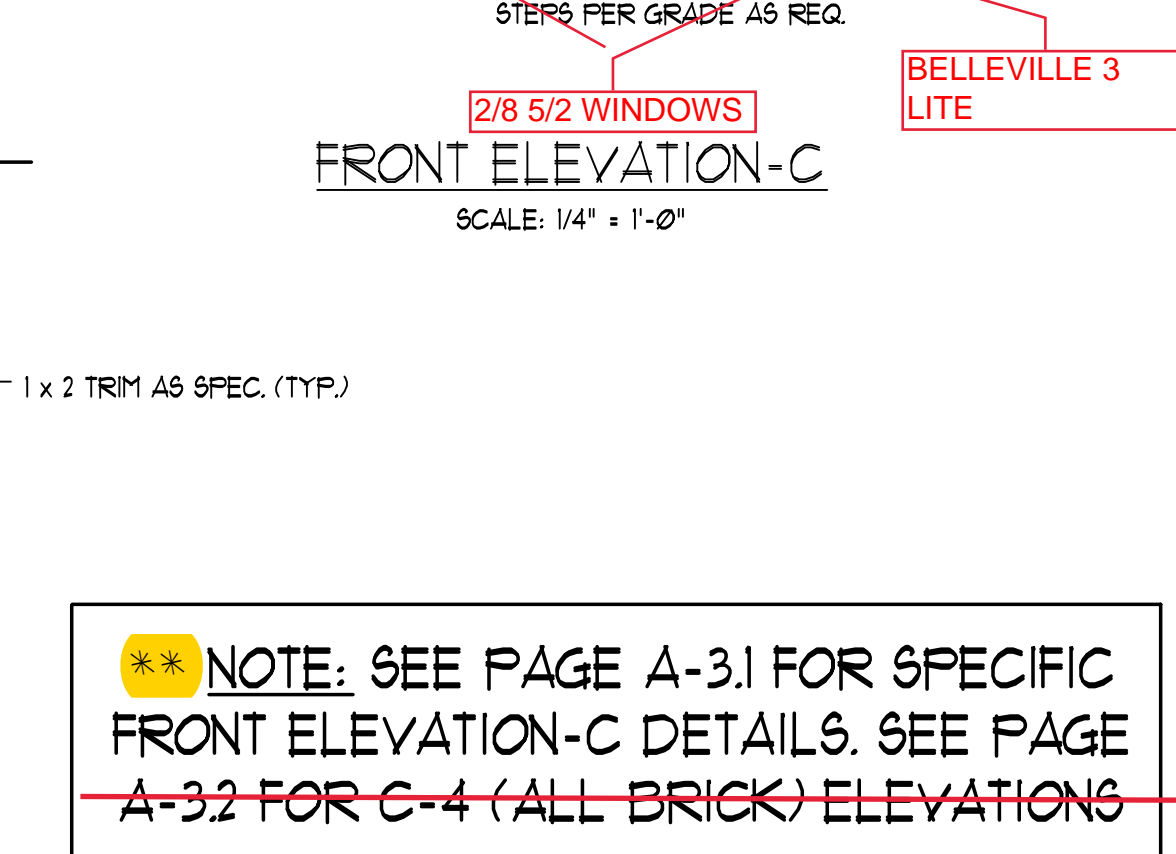 STEPS PER GRADE AS REQ.
BELLEVILLE 3
LITE
2/8 5/2 WINDOWS
FRONT ELEVATION-C
SCALE: 1/4" = 1'-0"
1 x 2 TRIM AS SPEC. (TYP.)
** NOTE: SEE PAGE A-3.1 FOR SPECIFIC
FRONT ELEVATION-C DETAILS. SEE PAGE
A-3.2 FOR C-4 (ALL BRICK) ELEVATIONS